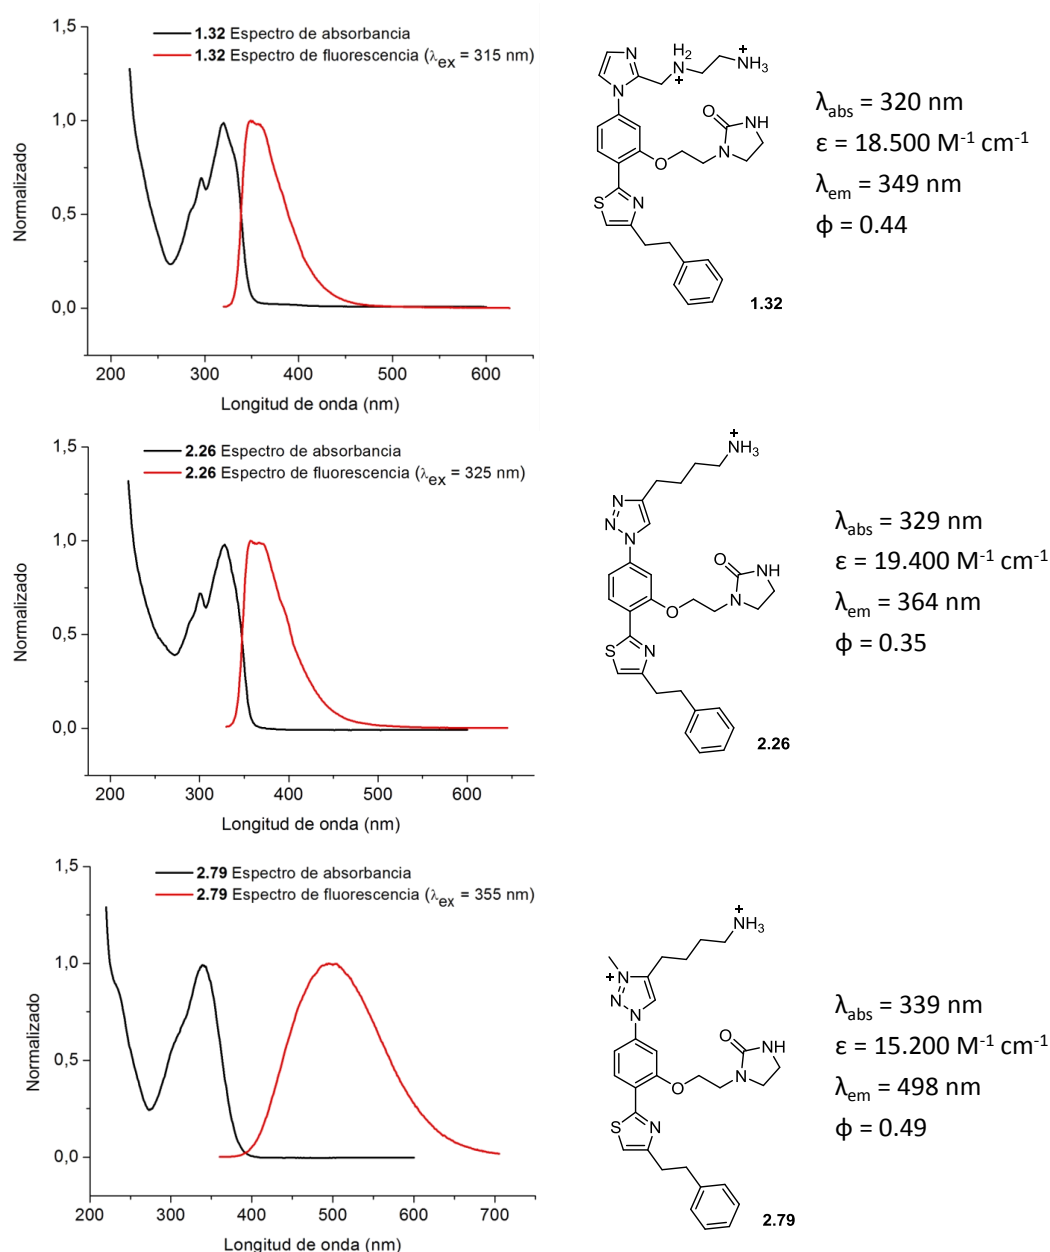 1,5
1.32 Espectro de absorbancia
1.32 Espectro de fluorescencia (λex = 315 nm)
1,0
0,5
0,0
Normalizado
200 300 400 500 600
Longitud de onda (nm)
N
N
H2
N
+
+
NH3
O
NH
N
O
S
N
1.32
λabs = 320 nm
ε = 18.500 M-1 cm-1
λem = 349 nm
ϕ = 0.44
1,5
2.26 Espectro de absorbancia
2.26 Espectro de fluorescencia (λex = 325 nm)
1,0
0,5
0,0
Normalizado
200 300 400 500 600
Longitud de onda (nm)
+
NH3
N
N
N
O
NH
N
O
S
N
2.26
λabs = 329 nm
ε = 19.400 M-1 cm-1
λem = 364 nm
ϕ = 0.35
1,5
2.79 Espectro de absorbancia
2.79 Espectro de fluorescencia (λex = 355 nm)
1,0
0,5
0,0
Normalizado
200 300 400 500 600 700
Longitud de onda (nm)
+
NH3
+
N
N
N
O
NH
N
O
S
N
2.79
λabs = 339 nm
ε = 15.200 M-1 cm-1
λem = 498 nm
ϕ = 0.49